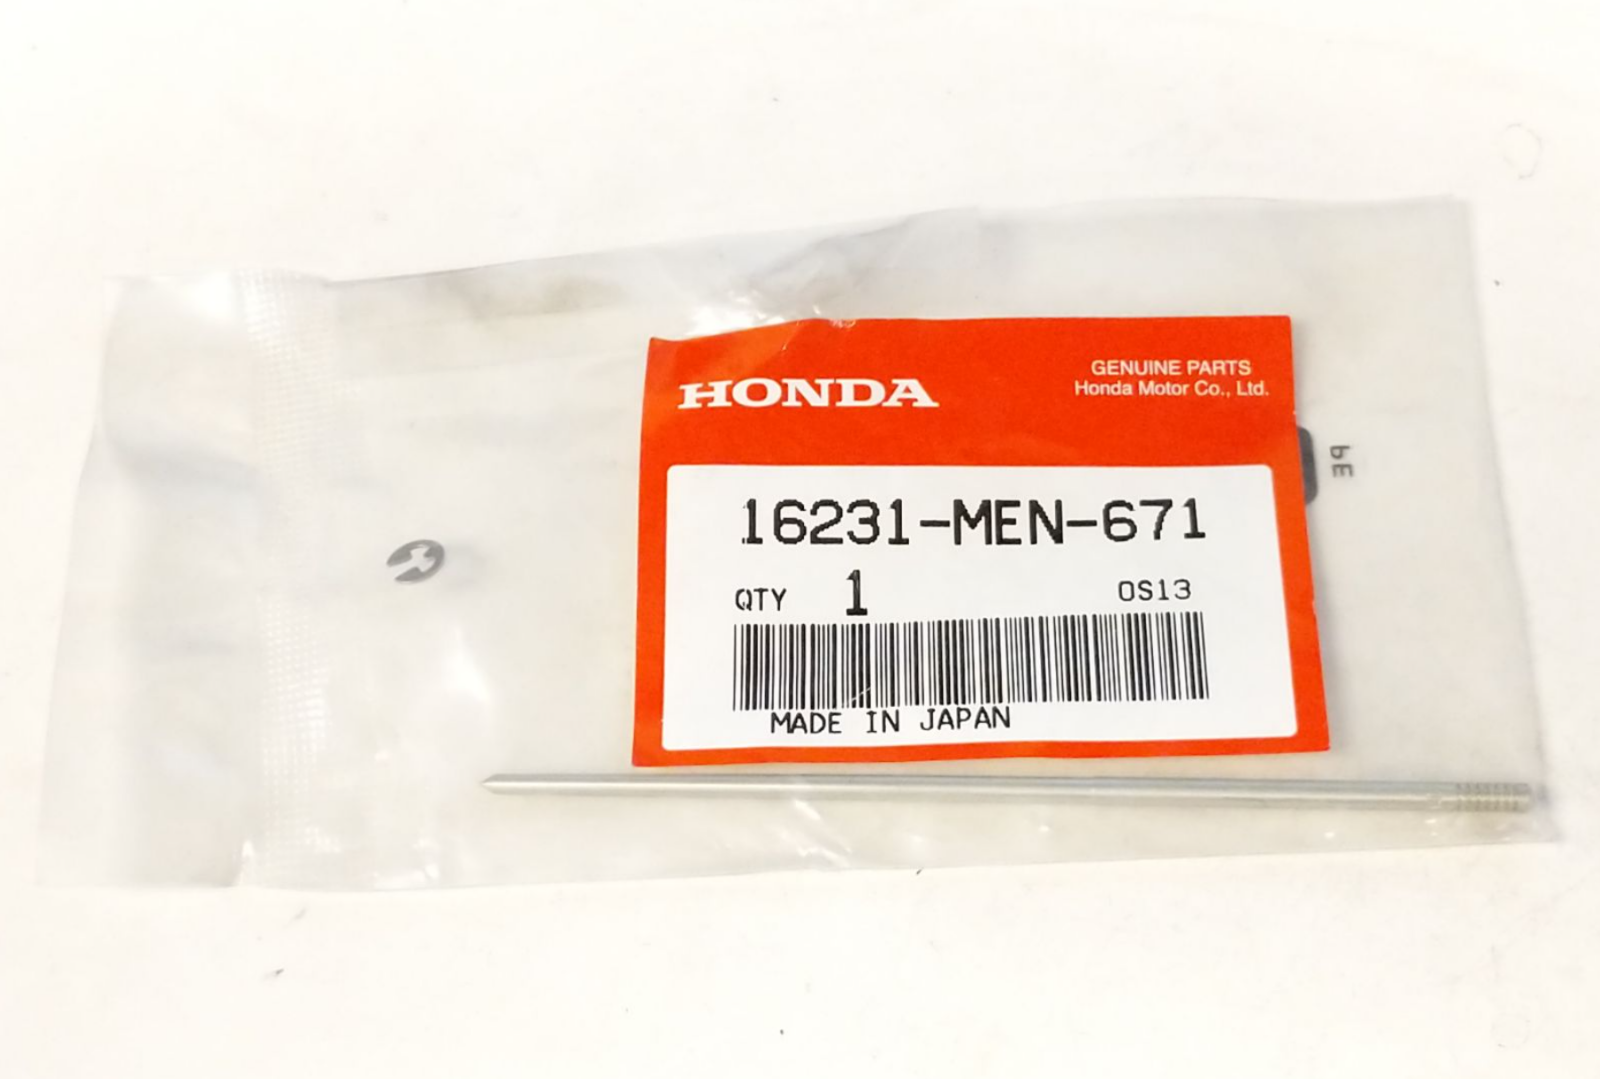 HONDA
GENUINE PARTS
Honda Motor Co., Ltd.
16231-MEN-671
QTY 1 OS13
MADE IN JAPAN